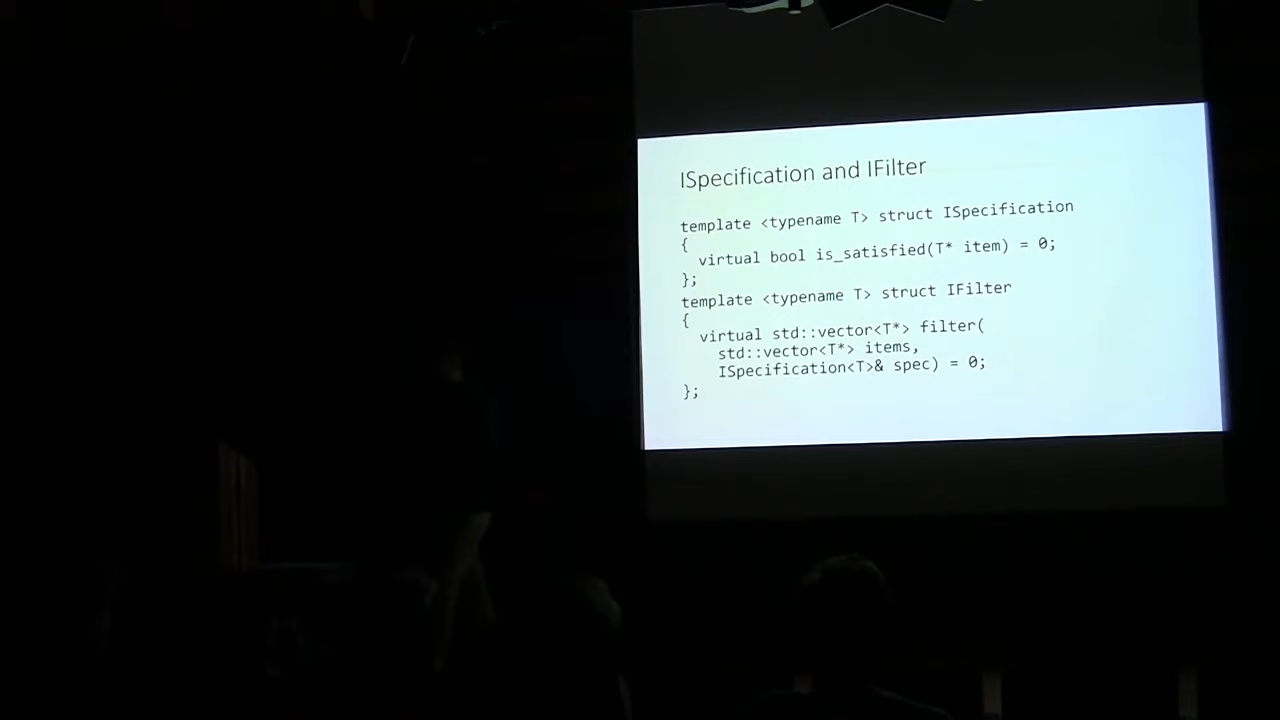 ISpecification and IFilter
template <typename T> struct ISpecification
{
  virtual bool is_satisfied(T* item) = 0;
};
template <typename T> struct IFilter
{
  virtual std::vector<T*> filter(
    std::vector<T*> items,
    ISpecification<T>& spec) = 0;
};